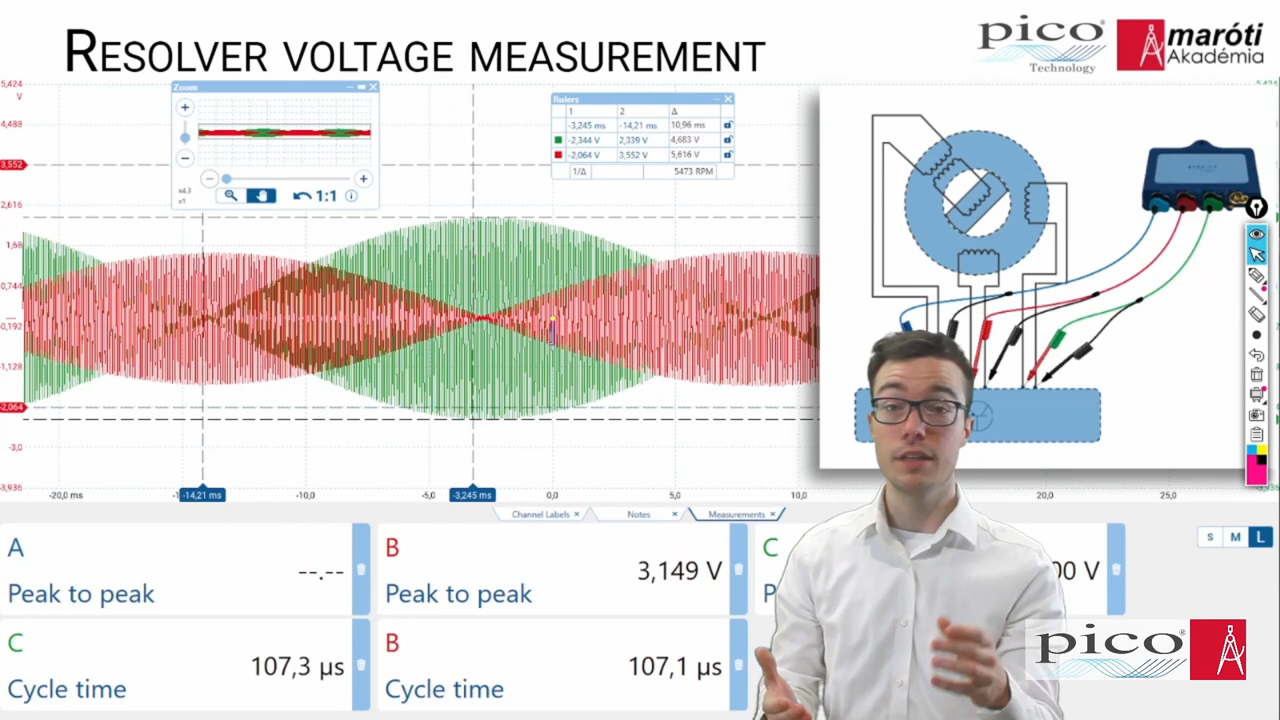 RESOLVER VOLTAGE MEASUREMENT
pico
Technology
maróti
Akadémia
5,424
V
4,488
3,552
2,616
1,68
0,744
-0,192
-1,128
-2,064
-3,0
-3,936
Zoom
x4.3
x1
1:1
Rulers
1 2 Δ
-3,245 ms -14,21 ms 10,96 ms
-2,344 V 2,339 V 4,683 V
-2,064 V 3,552 V 5,616 V
1/Δ 5473 RPM
-20,0 ms
-14,21 ms
-10,0
-5,0
-3,245 ms
0,0
5,0
10,0
20,0
25,0
Channel Labels
Notes
Measurements
S M L
A
--.--
Peak to peak
B
3,149 V
Peak to peak
C
00 V
P
C
107,3 µs
Cycle time
B
107,1 µs
Cycle time
pico